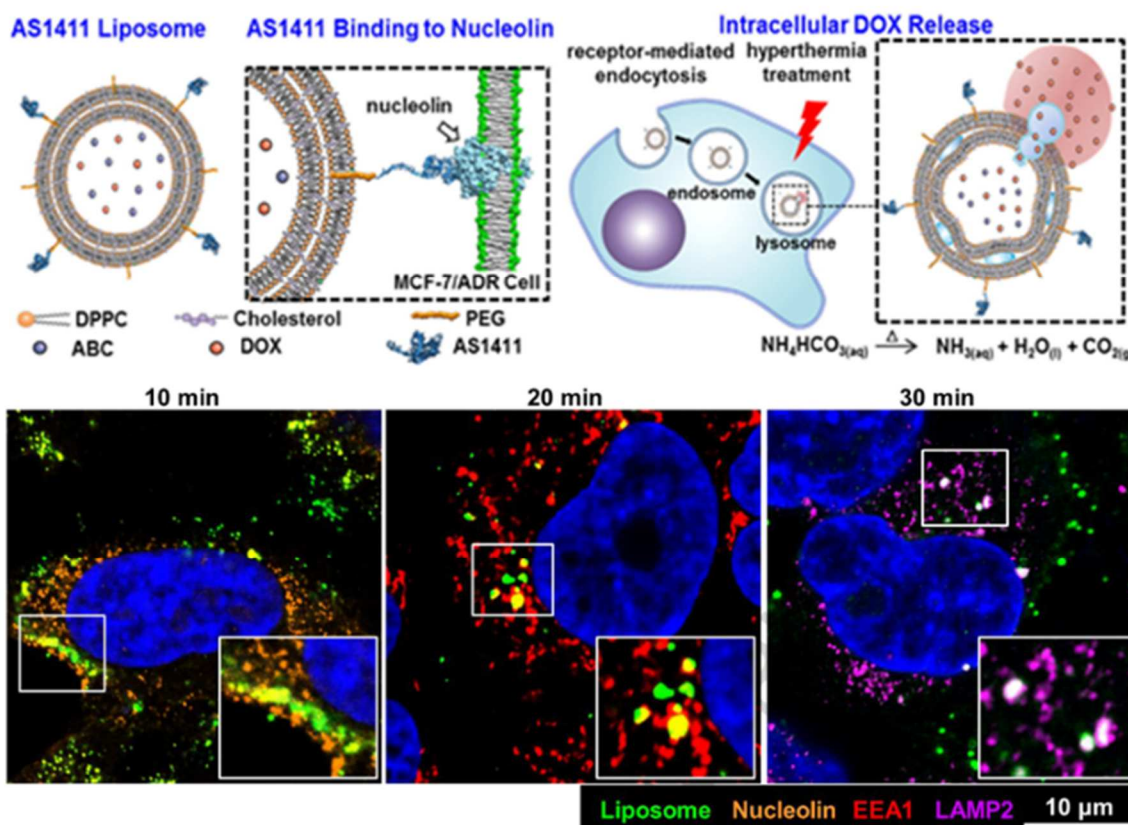 AS1411 Liposome
AS1411 Binding to Nucleolin
Intracellular DOX Release
receptor-mediated
endocytosis
hyperthermia
treatment
nucleolin
endosome
lysosome
MCF-7/ADR Cell
DPPC
Cholesterol
PEG
ABC
DOX
AS1411
NH₄HCO₃(aq) —Δ→ NH₃(aq) + H₂O(l) + CO₂(g
10 min
20 min
30 min
Liposome Nucleolin EEA1 LAMP2 10 µm